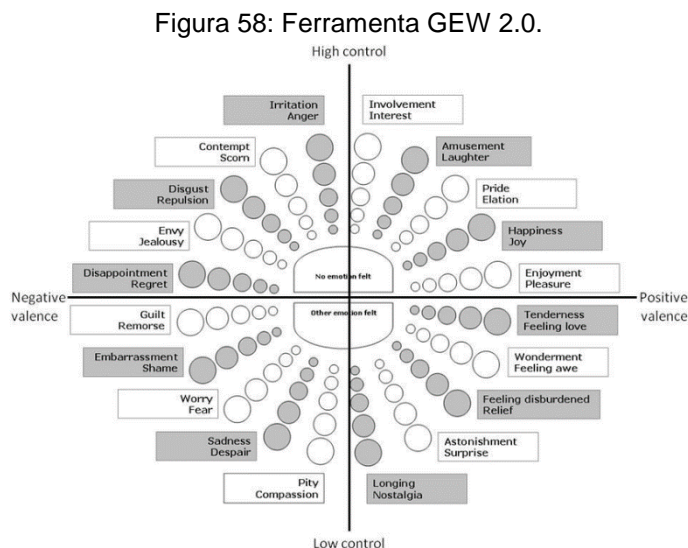 Figura 58: Ferramenta GEW 2.0.
High control
Irritation
Anger
Involvement
Interest
Contempt
Scorn
Amusement
Laughter
Disgust
Repulsion
Pride
Elation
Envy
Jealousy
Happiness
Joy
Disappointment
Regret
No emotion felt
Enjoyment
Pleasure
Negative
valence
Positive
valence
Guilt
Remorse
Other emotion felt
Tenderness
Feeling love
Embarrassment
Shame
Wonderment
Feeling awe
Worry
Fear
Feeling disburdened
Relief
Sadness
Despair
Astonishment
Surprise
Pity
Compassion
Longing
Nostalgia
Low control